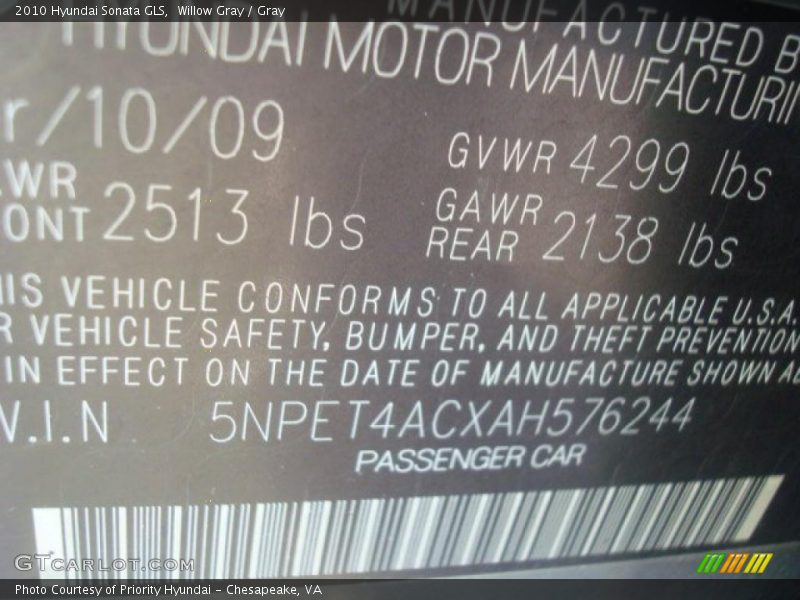 2010 Hyundai Sonata GLS, Willow Gray / Gray
MANUFACTURED B
HYUNDAI MOTOR MANUFACTURI
r/10/09
GVWR 4299 lbs
WR
ONT 2513 lbs
GAWR
REAR 2138 lbs
HIS VEHICLE CONFORMS TO ALL APPLICABLE U.S.A.
R VEHICLE SAFETY, BUMPER, AND THEFT PREVENTION
IN EFFECT ON THE DATE OF MANUFACTURE SHOWN AB
V.I.N 5NPET4ACXAH576244
PASSENGER CAR
GTCARLOT.COM
Photo Courtesy of Priority Hyundai – Chesapeake, VA